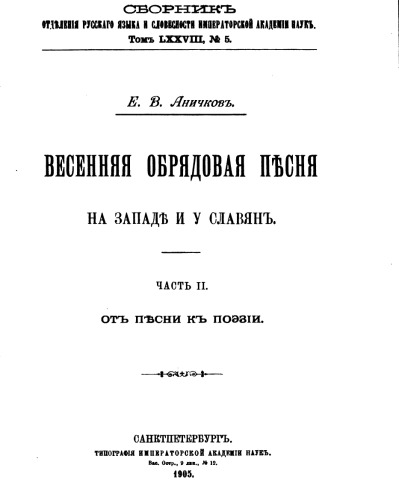 СБОРНИКЪ
ОТДѢЛЕНІЯ РУССКАГО ЯЗЫКА И СЛОВЕСНОСТИ ИМПЕРАТОРСКОЙ АКАДЕМІИ НАУКЪ.
Томъ LXXVIII, № 5.
Е. В. Аничковъ.
ВЕСЕННЯЯ ОБРЯДОВАЯ ПѢСНЯ
НА ЗАПАДѢ И У СЛАВЯНЪ.
ЧАСТЬ II.
ОТЪ ПѢСНИ КЪ ПОЭЗІИ.
САНКТПЕТЕРБУРГЪ.
ТИПОГРАФІЯ ИМПЕРАТОРСКОЙ АКАДЕМІИ НАУКЪ.
Вас. Остр., 9 лин., № 12.
1905.